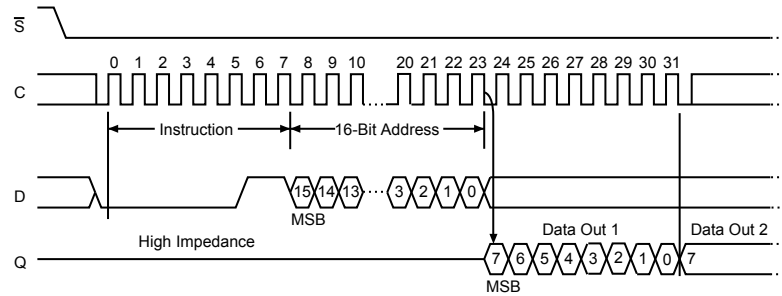 S
0 1 2 3 4 5 6 7 8 9 10 20 21 22 23 24 25 26 27 28 29 30 31
C
Instruction 16-Bit Address
D 15 14 13 3 2 1 0
MSB
High Impedance Data Out 1 Data Out 2
Q 7 6 5 4 3 2 1 0 7
MSB